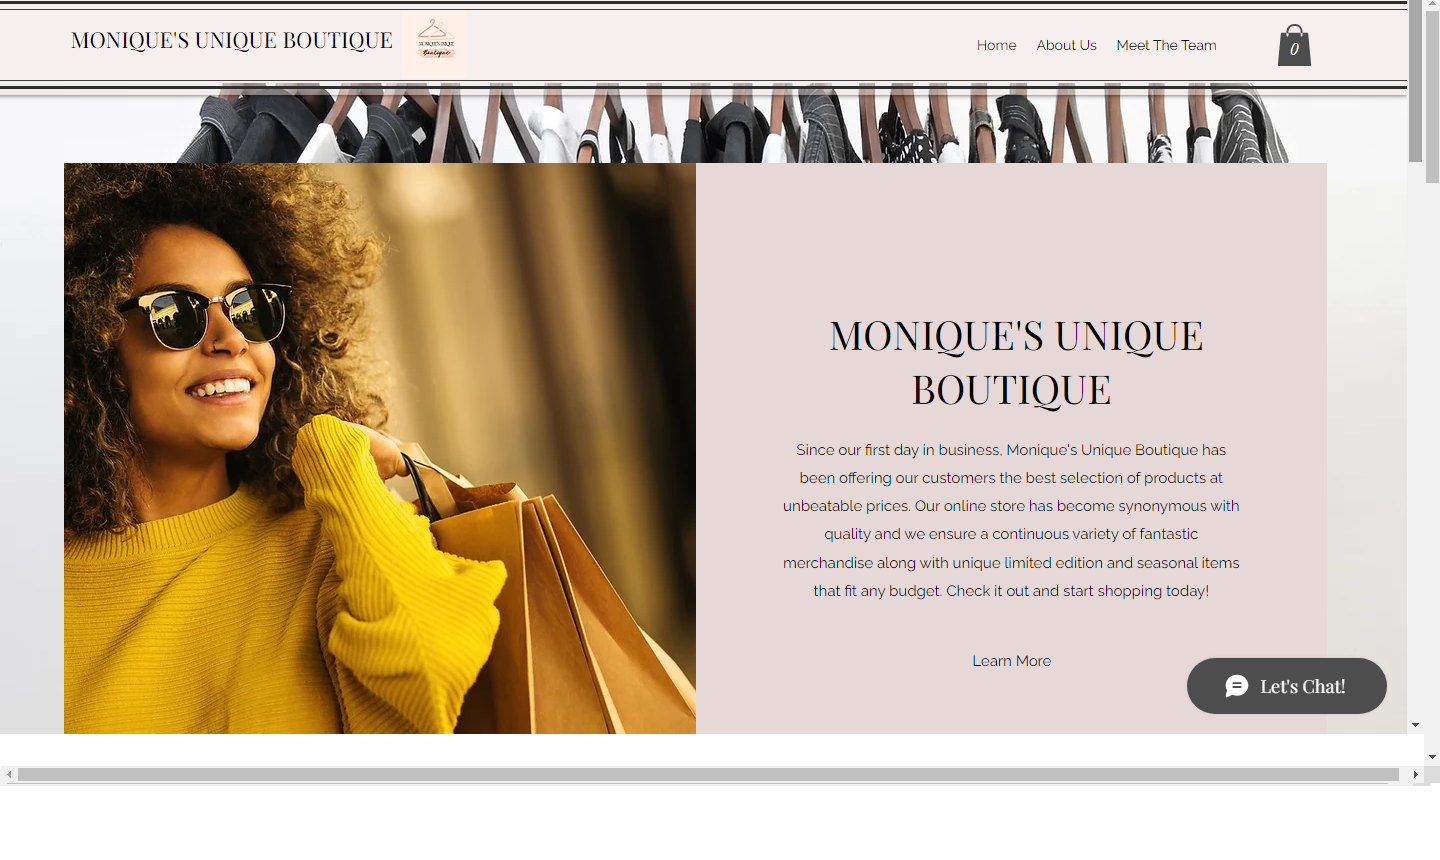 MONIQUE'S UNIQUE BOUTIQUE
MONIQUE'S UNIQUE
Boutique
Home
About Us
Meet The Team
0
MONIQUE'S UNIQUE
BOUTIQUE
Since our first day in business, Monique's Unique Boutique has
been offering our customers the best selection of products at
unbeatable prices. Our online store has become synonymous with
quality and we ensure a continuous variety of fantastic
merchandise along with unique limited edition and seasonal items
that fit any budget. Check it out and start shopping today!
Learn More
Let's Chat!